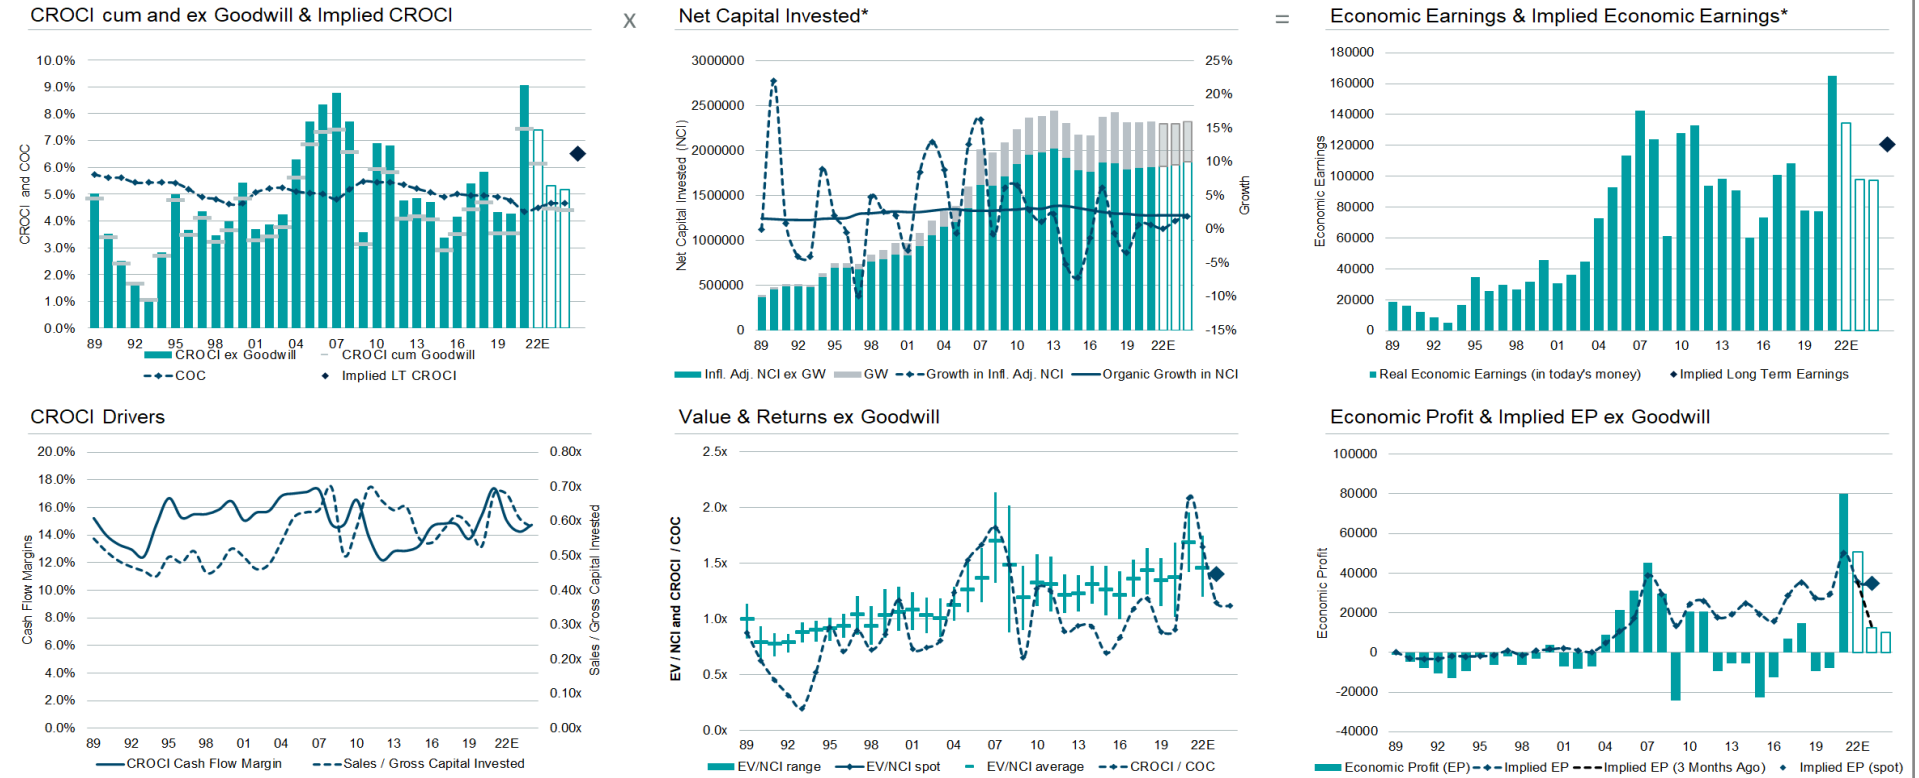 CROCI cum and ex Goodwill & Implied CROCI
x
Net Capital Invested*
=
Economic Earnings & Implied Economic Earnings*
CROCI and COC
10.0%
9.0%
8.0%
7.0%
6.0%
5.0%
4.0%
3.0%
2.0%
1.0%
0.0%
89 92 95 98 01 04 07 10 13 16 19 22E
CROCI ex Goodwill
CROCI cum Goodwill
COC
Implied LT CROCI
Net Capital Invested (NCI)
3000000
2500000
2000000
1500000
1000000
500000
0
25%
20%
15%
10%
5%
0%
-5%
-10%
-15%
Growth
89 92 95 98 01 04 07 10 13 16 19 22E
Infl. Adj. NCI ex GW
GW
Growth in Infl. Adj. NCI
Organic Growth in NCI
Economic Earnings
180000
160000
140000
120000
100000
80000
60000
40000
20000
0
89 92 95 98 01 04 07 10 13 16 19 22E
Real Economic Earnings (in today's money)
Implied Long Term Earnings
CROCI Drivers
Value & Returns ex Goodwill
Economic Profit & Implied EP ex Goodwill
Cash Flow Margins
20.0%
18.0%
16.0%
14.0%
12.0%
10.0%
8.0%
6.0%
4.0%
2.0%
0.0%
0.80x
0.70x
0.60x
0.50x
0.40x
0.30x
0.20x
0.10x
0.00x
Sales / Gross Capital Invested
89 92 95 98 01 04 07 10 13 16 19 22E
CROCI Cash Flow Margin
Sales / Gross Capital Invested
EV / NCI and CROCI / COC
2.5x
2.0x
1.5x
1.0x
0.5x
0.0x
89 92 95 98 01 04 07 10 13 16 19 22E
EV/NCI range
EV/NCI spot
EV/NCI average
CROCI / COC
Economic Profit
100000
80000
60000
40000
20000
0
-20000
-40000
89 92 95 98 01 04 07 10 13 16 19 22E
Economic Profit (EP)
Implied EP
Implied EP (3 Months Ago)
Implied EP (spot)